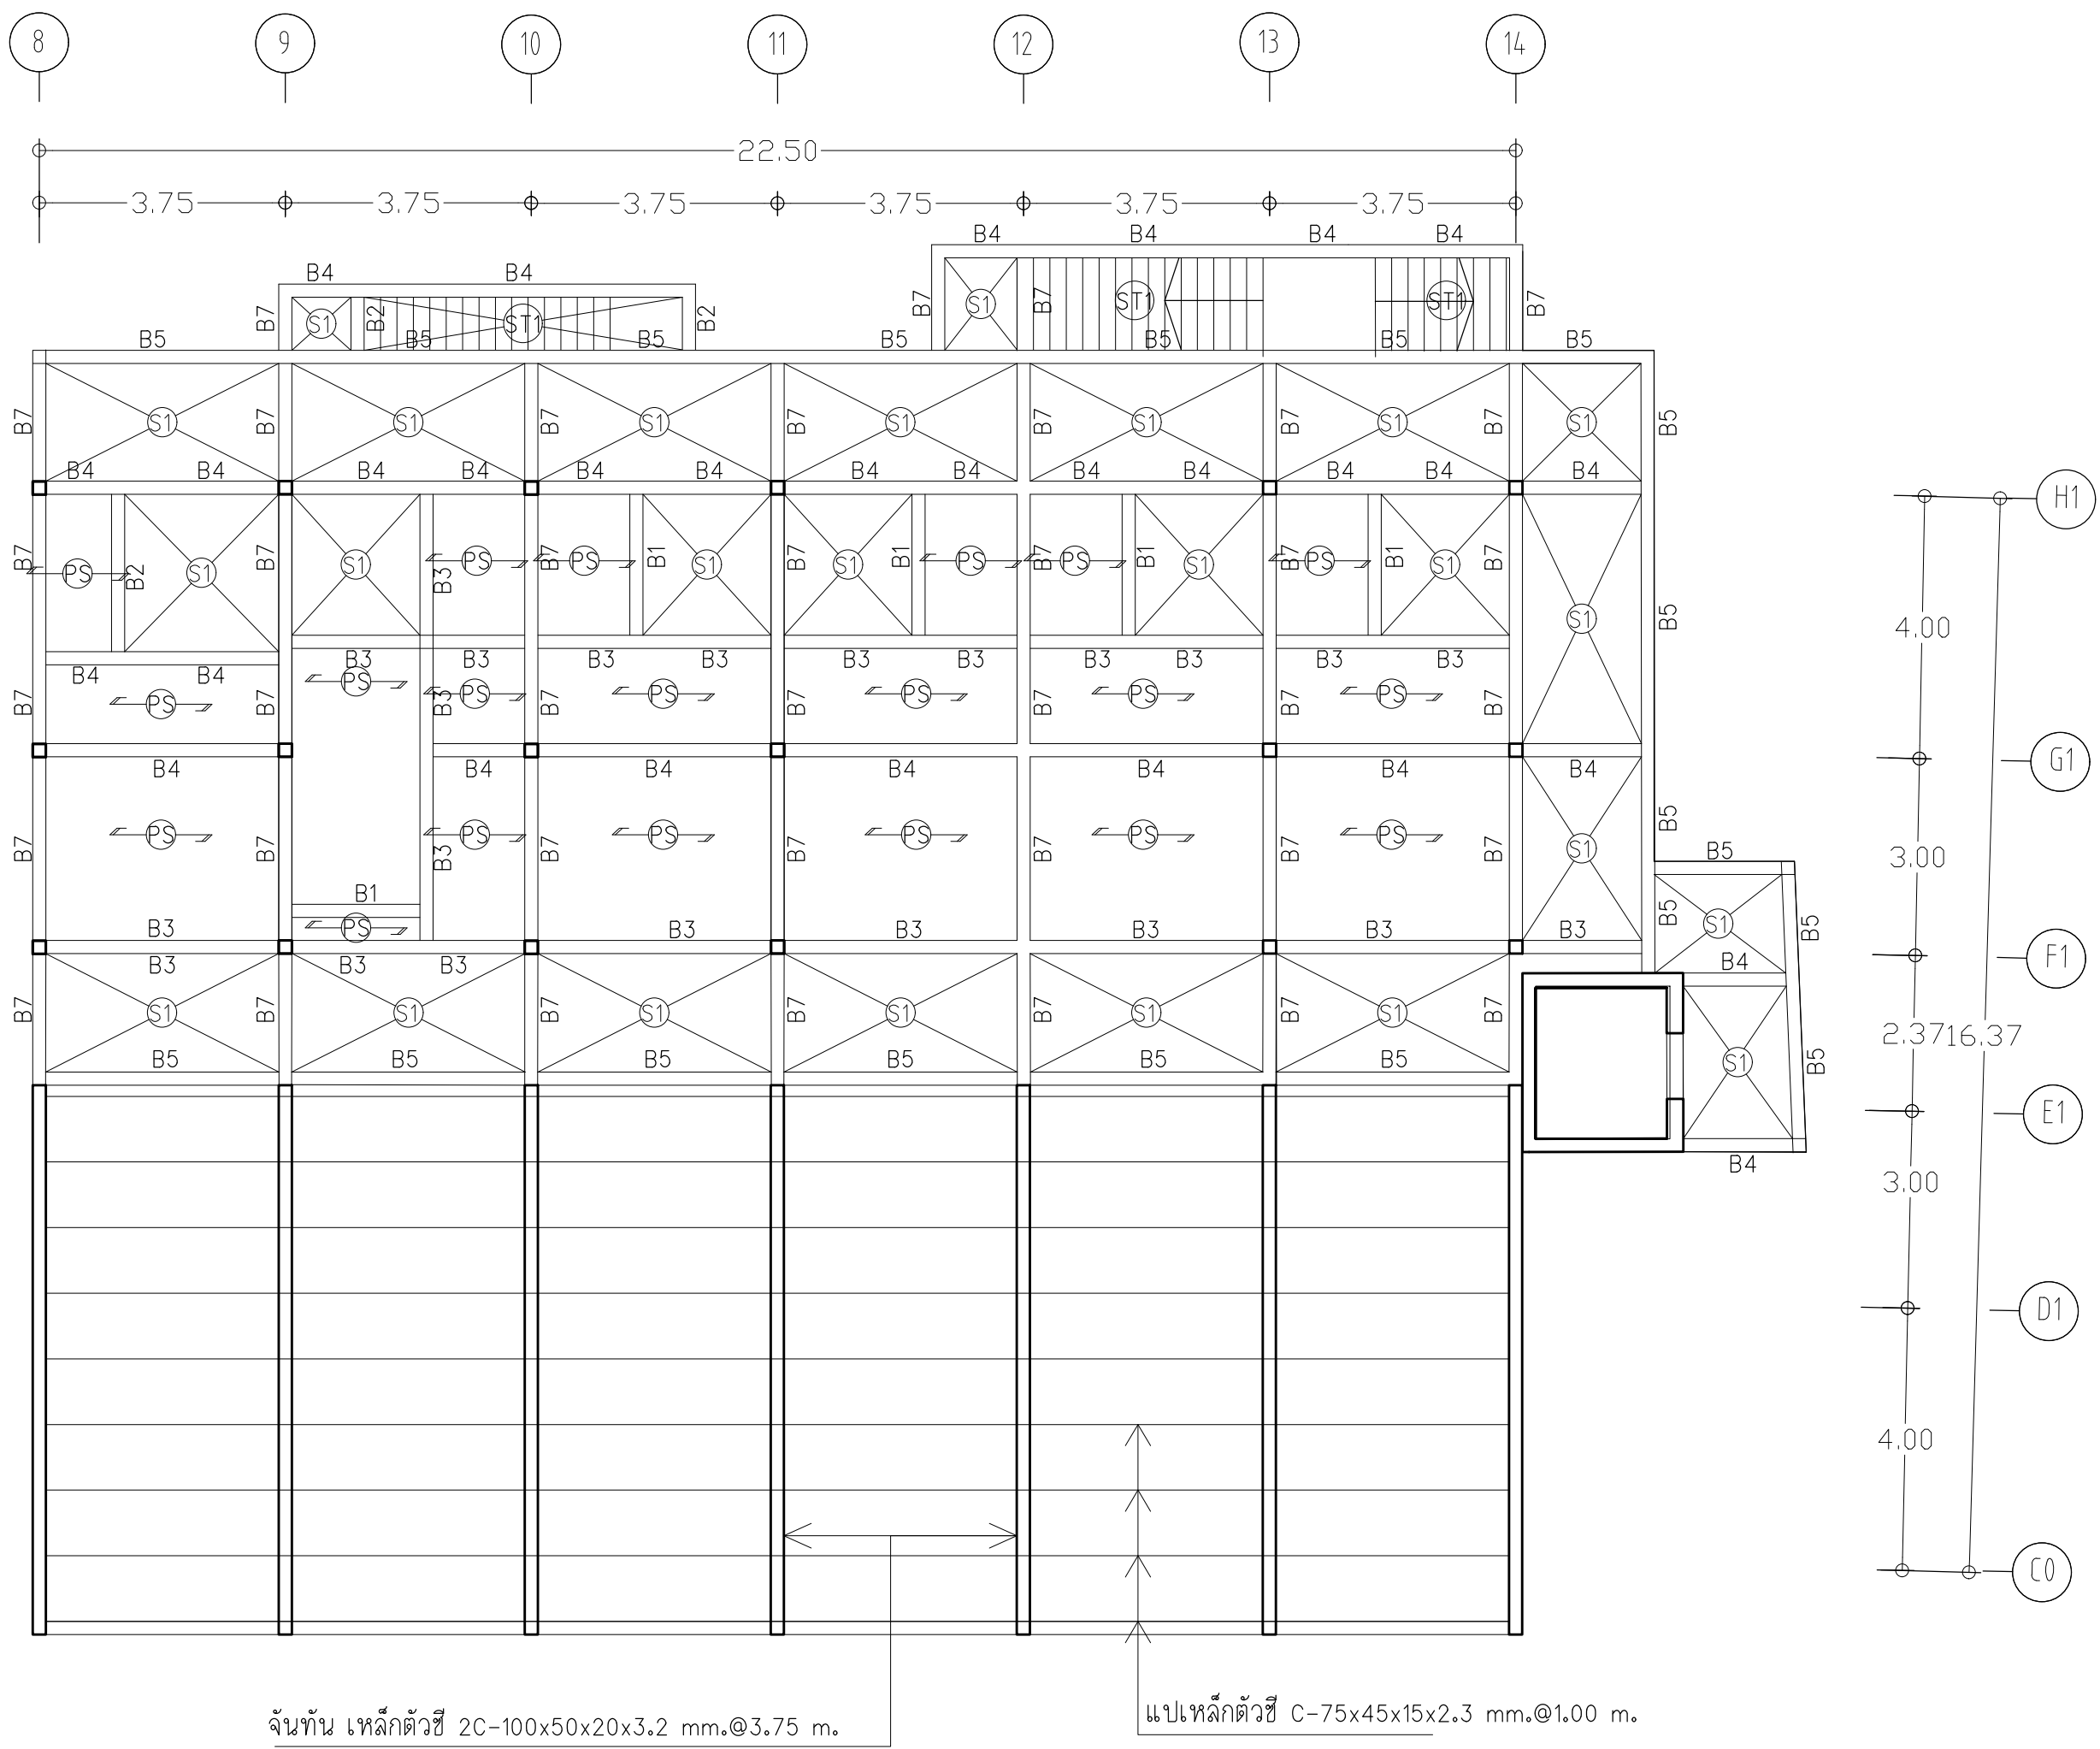 8 9 10 11 12 13 14
22.50
3.75 3.75 3.75 3.75 3.75 3.75
B4 B4 B4 B4
B4 B4
B7 S1 B2 ST1 B2 B7 S1 B7 ST1 ST1 B7
B5 B5 B5 B5 B5 B5 B5
B7 S1 B7 S1 B7 S1 B7 S1 B7 S1 B7 S1 B7 S1 B5
B4 B4 B4 B4 B4 B4 B4 B4 B4 B4 B4 B4 B4
H1
B7 PS B2 S1 B7 S1 B3 PS B7 PS B1 S1 B7 S1 B1 PS B7 PS B1 S1 B7 PS B1 S1 B7 S1 B5
4.00
B4 B4 B3 B3 B3 B3 B3 B3 B3 B3 B3 B3
B7 PS B7 PS B3 PS B7 PS B7 PS B7 PS B7 PS B7
G1
B4 B4 B4 B4 B4 B4 B4
B7 PS B7 B3 PS B7 PS B7 PS B7 PS B7 PS B7 S1 B5
3.00
B5
B1
B3 PS B3 B3 B3 B3 B3 B5 S1 B5
F1
B3 B3 B3 B4
B7 S1 B7 S1 B7 S1 B7 S1 B7 S1 B7 S1 B7
2.37 16.37
B5 B5 B5 B5 B5 B5 S1 B5
E1
B4
3.00
D1
4.00
C0
จันทัน เหล็กตัวซี 2C-100x50x20x3.2 mm.@3.75 m.
แปเหล็กตัวซี C-75x45x15x2.3 mm.@1.00 m.